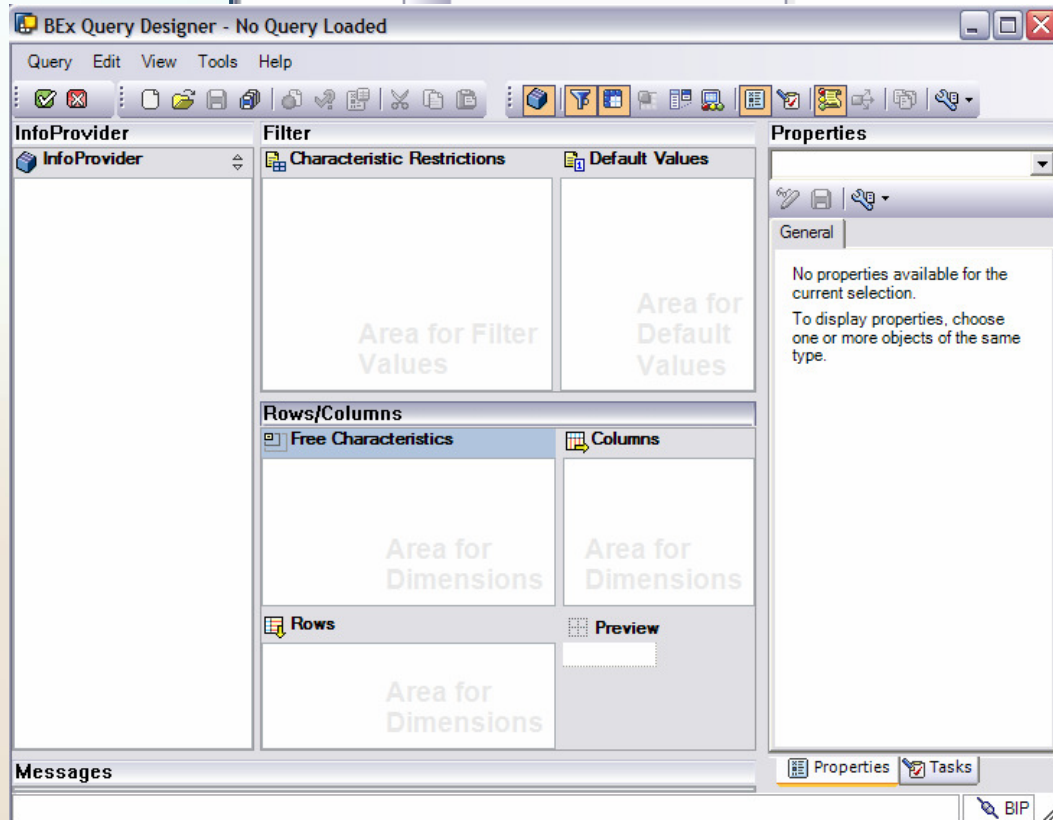 BEx Query Designer - No Query Loaded
Query Edit View Tools Help
InfoProvider
InfoProvider
Filter
Characteristic Restrictions
Default Values
Area for Filter
Values
Area for
Default
Values
Rows/Columns
Free Characteristics
Columns
Area for
Dimensions
Area for
Dimensions
Rows
Preview
Area for
Dimensions
Properties
General
No properties available for the
current selection.
To display properties, choose
one or more objects of the same
type.
Properties
Tasks
Messages
BIP